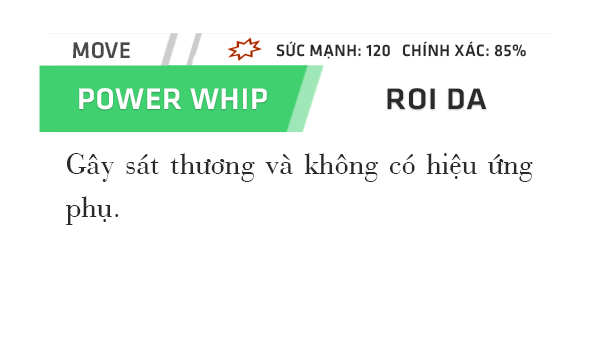 MOVE SỨC MẠNH: 120 CHÍNH XÁC: 85%
POWER WHIP ROI DA
Gây sát thương và không có hiệu ứng
phụ.